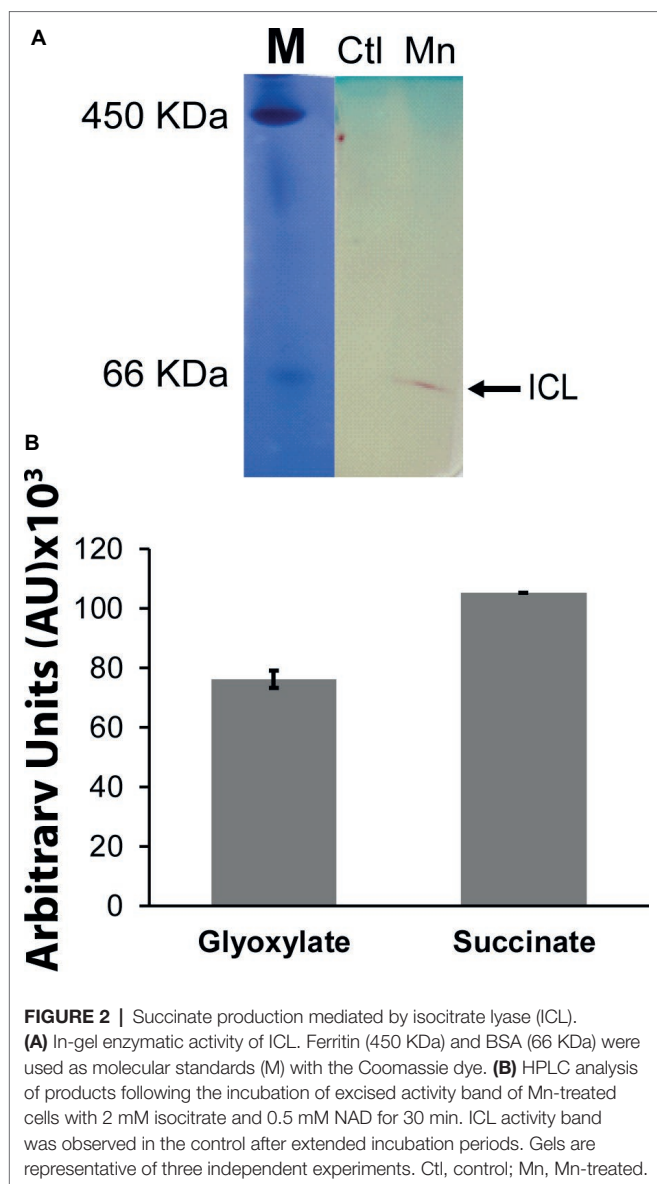 A
M Ctl Mn
450 KDa
66 KDa
ICL
B
Arbitrary Units (AU)x10³
120
100
80
60
40
20
0
Glyoxylate Succinate
FIGURE 2 | Succinate production mediated by isocitrate lyase (ICL).
(A) In-gel enzymatic activity of ICL. Ferritin (450 KDa) and BSA (66 KDa) were
used as molecular standards (M) with the Coomassie dye. (B) HPLC analysis
of products following the incubation of excised activity band of Mn-treated
cells with 2 mM isocitrate and 0.5 mM NAD for 30 min. ICL activity band
was observed in the control after extended incubation periods. Gels are
representative of three independent experiments. Ctl, control; Mn, Mn-treated.